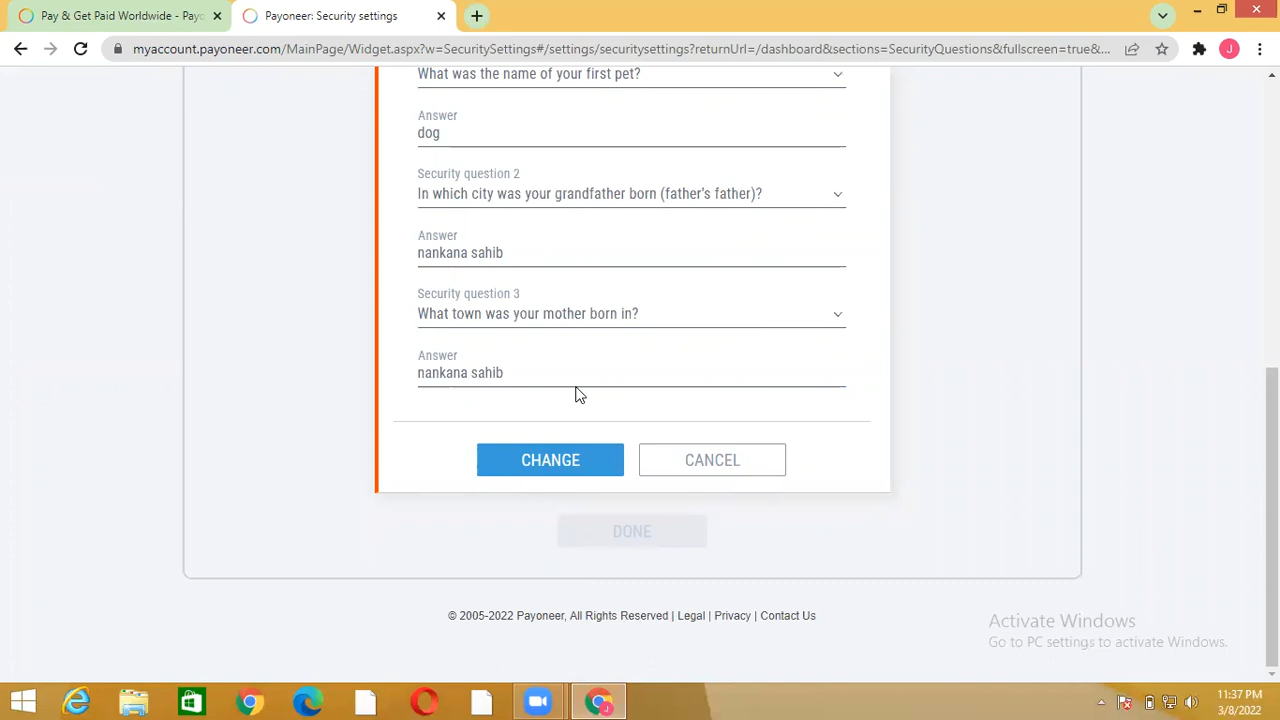 Pay & Get Paid Worldwide - Payo
Payoneer: Security settings
myaccount.payoneer.com/MainPage/Widget.aspx?w=SecuritySettings#/settings/securitysettings?returnUrl=/dashboard&sections=SecurityQuestions&fullscreen=true&...
J
What was the name of your first pet?
Answer
dog
Security question 2
In which city was your grandfather born (father's father)?
Answer
nankana sahib
Security question 3
What town was your mother born in?
Answer
nankana sahib
CHANGE
CANCEL
DONE
© 2005-2022 Payoneer, All Rights Reserved | Legal | Privacy | Contact Us
Activate Windows
Go to PC settings to activate Windows.
11:37 PM
3/8/2022